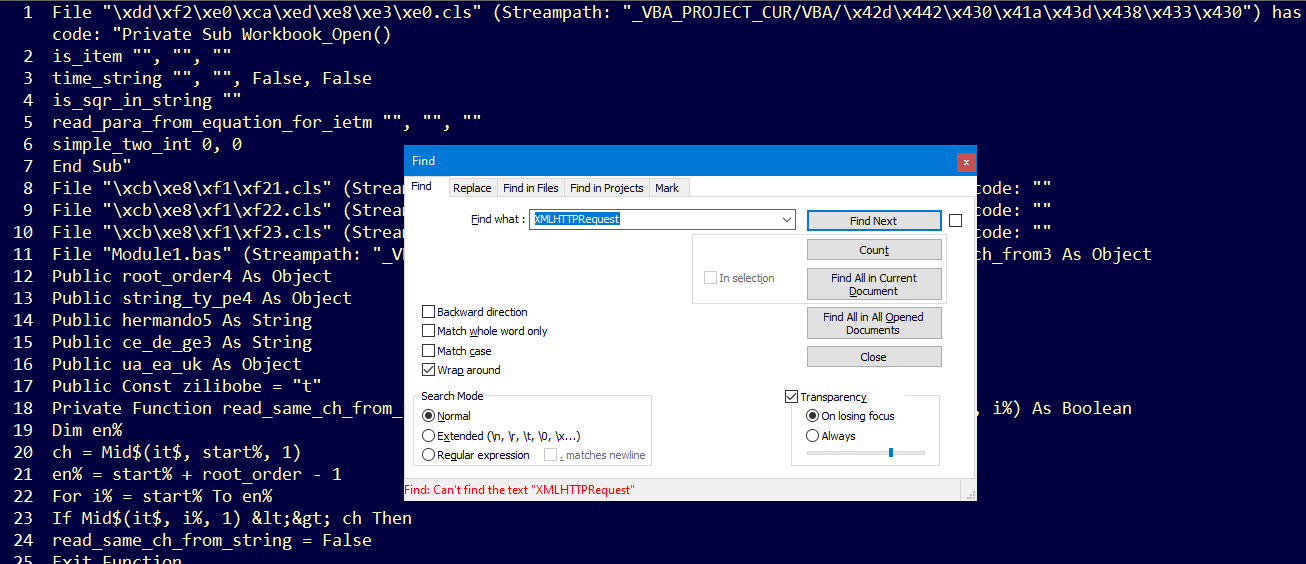 1 File "\xdd\xf2\xe0\xca\xed\xe8\xe3\xe0.cls" (Streampath: "_VBA_PROJECT_CUR/VBA/\x42d\x442\x430\x41a\x43d\x438\x433\x430") has
code: "Private Sub Workbook_Open()
2 is_item "", "", ""
3 time_string "", "", False, False
4 is_sqr_in_string ""
5 read_para_from_equation_for_ietm "", "", ""
6 simple_two_int 0, 0
7 End Sub"
8 File "\xcb\xe8\xf1\xf21.cls" (Strea code: ""
9 File "\xcb\xe8\xf1\xf22.cls" (Strea code: ""
10 File "\xcb\xe8\xf1\xf23.cls" (Strea code: ""
11 File "Module1.bas" (Streampath: "_V ch_from3 As Object
12 Public root_order4 As Object
13 Public string_ty_pe4 As Object
14 Public hermando5 As String
15 Public ce_de_ge3 As String
16 Public ua_ea_uk As Object
17 Public Const zilibobe = "t"
18 Private Function read_same_ch_from_ , i%) As Boolean
19 Dim en%
20 ch = Mid$(it$, start%, 1)
21 en% = start% + root_order - 1
22 For i% = start% To en%
23 If Mid$(it$, i%, 1) &lt;&gt; ch Then
24 read_same_ch_from_string = False
25 Exit Function
Find
x
Find Replace Find in Files Find in Projects Mark
Find what : XMLHTTPRequest Find Next
Count
In selection
Find All in Current
Document
Backward direction
Find All in All Opened
Documents
Match whole word only
Match case
Close
Wrap around
Search Mode
Transparency
Normal
On losing focus
Extended (\n, \r, \t, \0, \x...)
Always
Regular expression . matches newline
Find: Can't find the text "XMLHTTPRequest"